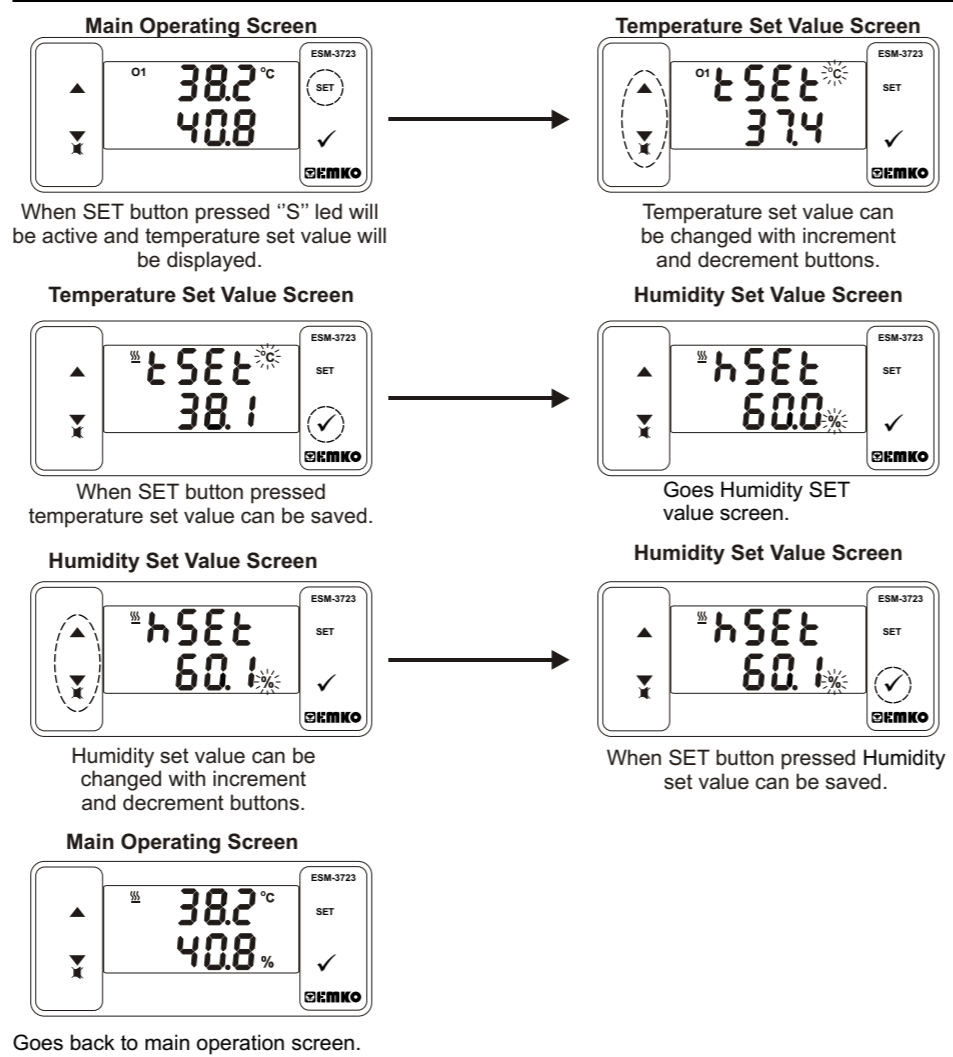 Main Operating Screen
ESM-3723
O1 38.2 °C
SET
40.8
✓
EMKO
When SET button pressed ‘‘S’’ led will
be active and temperature set value will
be displayed.
Temperature Set Value Screen
ESM-3723
O1 tSEt °C
SET
37.4
✓
EMKO
Temperature set value can
be changed with increment
and decrement buttons.
Temperature Set Value Screen
ESM-3723
tSEt °C
SET
38.1
✓
EMKO
When SET button pressed
temperature set value can be saved.
Humidity Set Value Screen
ESM-3723
hSEt
SET
60.0 %
✓
EMKO
Goes Humidity SET
value screen.
Humidity Set Value Screen
ESM-3723
hSEt
SET
60.1 %
✓
EMKO
Humidity set value can be
changed with increment
and decrement buttons.
Humidity Set Value Screen
ESM-3723
hSEt
SET
60.1 %
✓
EMKO
When SET button pressed Humidity
set value can be saved.
Main Operating Screen
ESM-3723
38.2 °C
SET
40.8 %
✓
EMKO
Goes back to main operation screen.